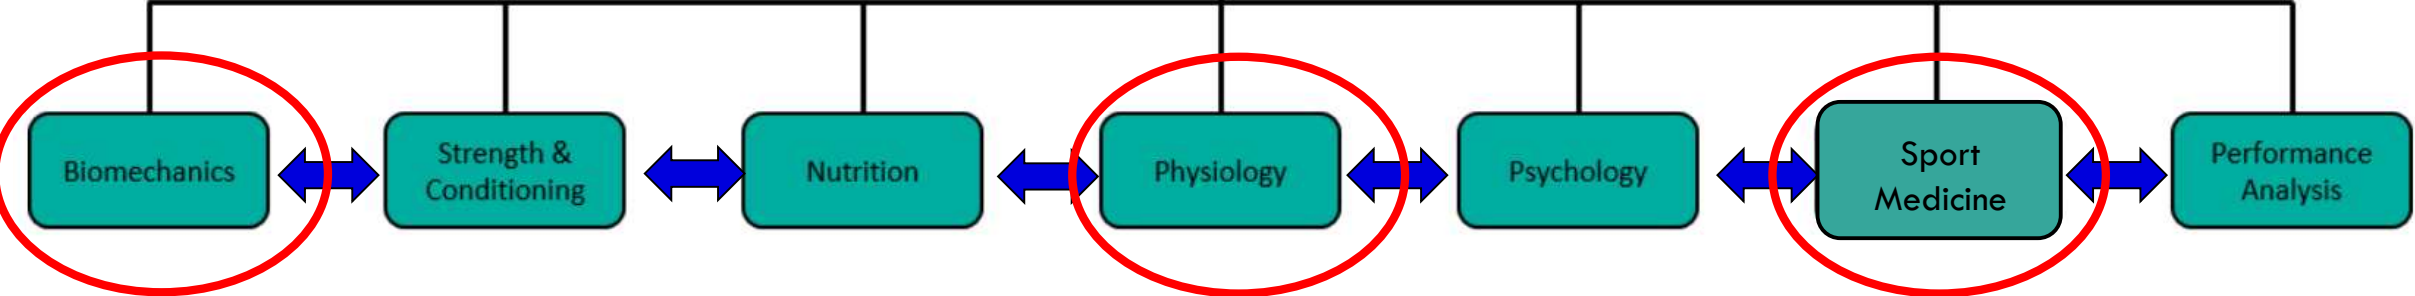 Biomechanics
Strength &
Conditioning
Nutrition
Physiology
Psychology
Sport
Medicine
Performance
Analysis